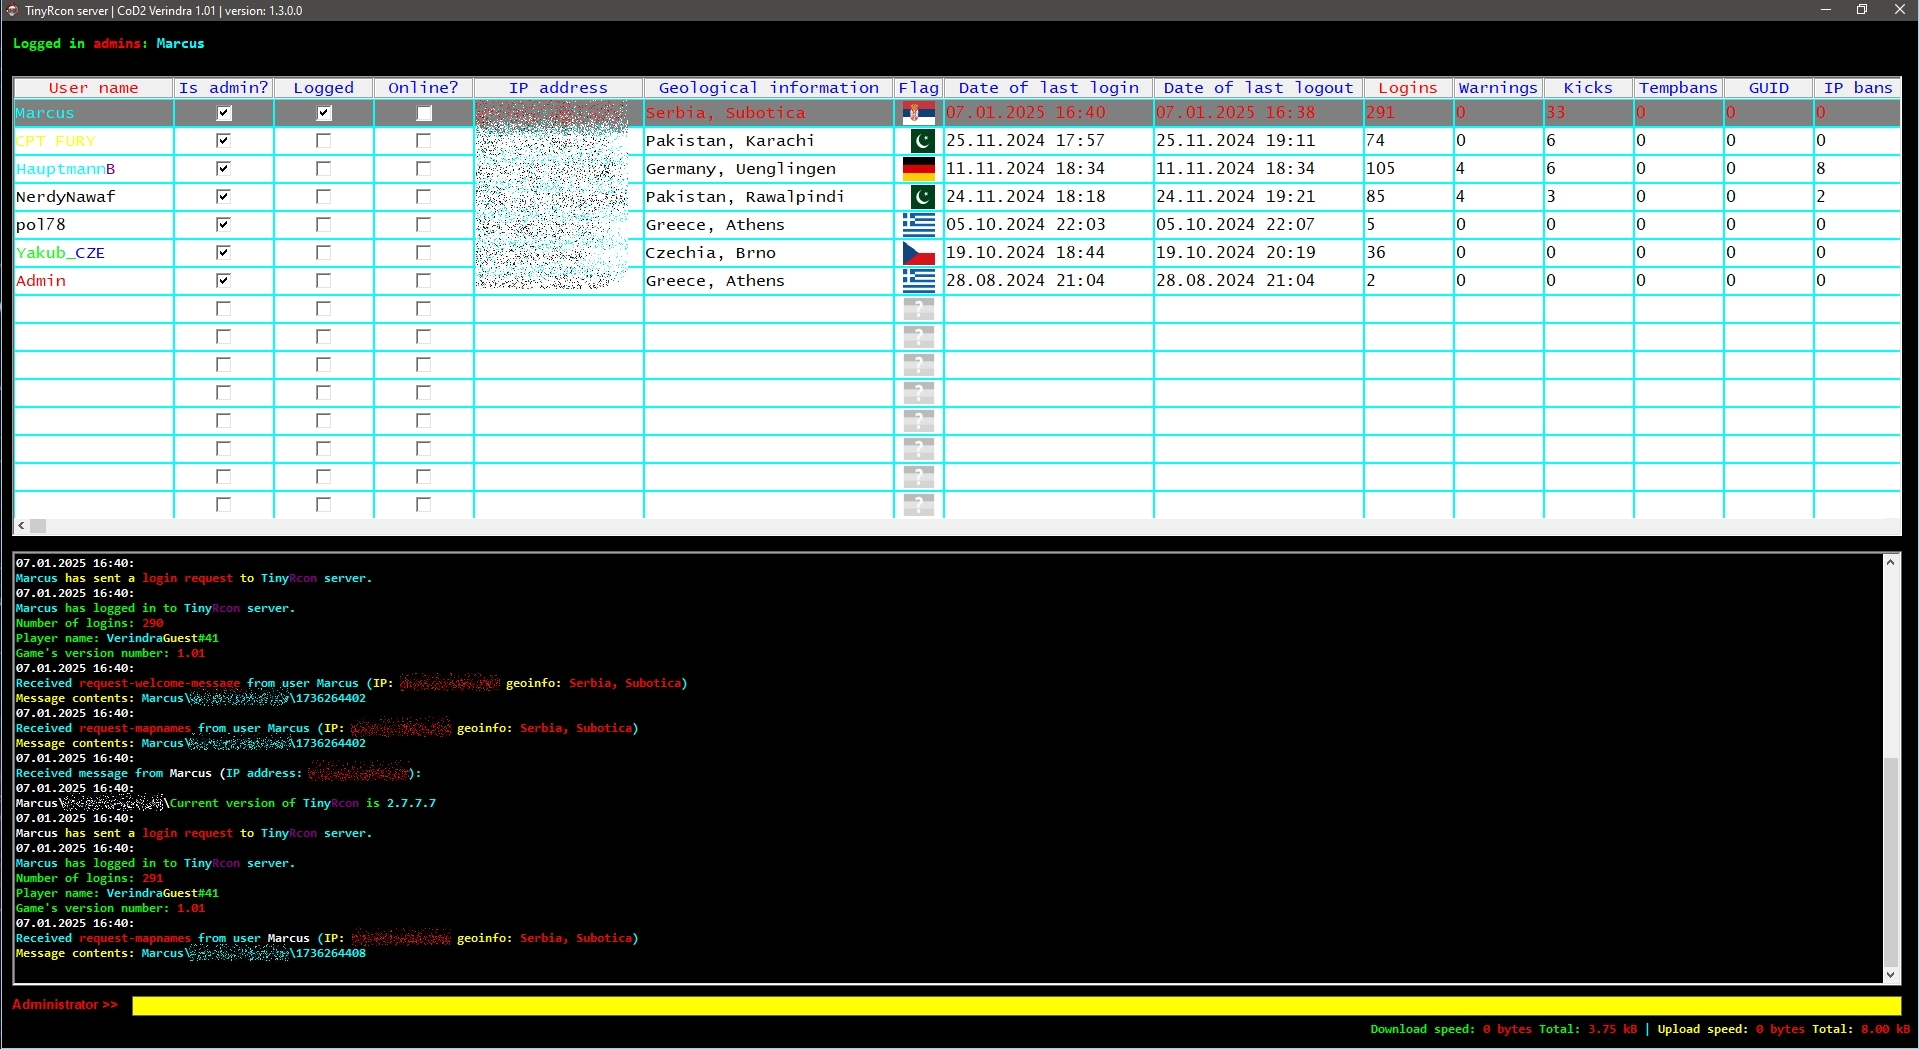 TinyRcon server | CoD2 Verindra 1.01 | version: 1.3.0.0
Logged in admins: Marcus
User name Is admin? Logged Online? IP address Geological information Flag Date of last login Date of last logout Logins Warnings Kicks Tempbans GUID IP bans
Marcus Serbia, Subotica 07.01.2025 16:40 07.01.2025 16:38 291 0 33 0 0 0
CPT FURY Pakistan, Karachi 25.11.2024 17:57 25.11.2024 19:11 74 0 6 0 0 0
HauptmannB Germany, Uenglingen 11.11.2024 18:34 11.11.2024 18:34 105 4 6 0 0 8
NerdyNawaf Pakistan, Rawalpindi 24.11.2024 18:18 24.11.2024 19:21 85 4 3 0 0 2
pol78 Greece, Athens 05.10.2024 22:03 05.10.2024 22:07 5 0 0 0 0 0
Yakub_CZE Czechia, Brno 19.10.2024 18:44 19.10.2024 20:19 36 0 0 0 0 0
Admin Greece, Athens 28.08.2024 21:04 28.08.2024 21:04 2 0 0 0 0 0
?
?
?
?
?
?
?
?
07.01.2025 16:40:
Marcus has sent a login request to TinyRcon server.
07.01.2025 16:40:
Marcus has logged in to TinyRcon server.
Number of logins: 290
Player name: VerindraGuest#41
Game's version number: 1.01
07.01.2025 16:40:
Received request-welcome-message from user Marcus (IP: geoinfo: Serbia, Subotica)
Message contents: Marcus\ \1736264402
07.01.2025 16:40:
Received request-mapnames from user Marcus (IP: geoinfo: Serbia, Subotica)
Message contents: Marcus\ \1736264402
07.01.2025 16:40:
Received message from Marcus (IP address: ):
07.01.2025 16:40:
Marcus\ \Current version of TinyRcon is 2.7.7.7
07.01.2025 16:40:
Marcus has sent a login request to TinyRcon server.
07.01.2025 16:40:
Marcus has logged in to TinyRcon server.
Number of logins: 291
Player name: VerindraGuest#41
Game's version number: 1.01
07.01.2025 16:40:
Received request-mapnames from user Marcus (IP: geoinfo: Serbia, Subotica)
Message contents: Marcus\ \1736264408
Administrator >>
Download speed: 0 bytes Total: 3.75 kB | Upload speed: 0 bytes Total: 8.00 kB